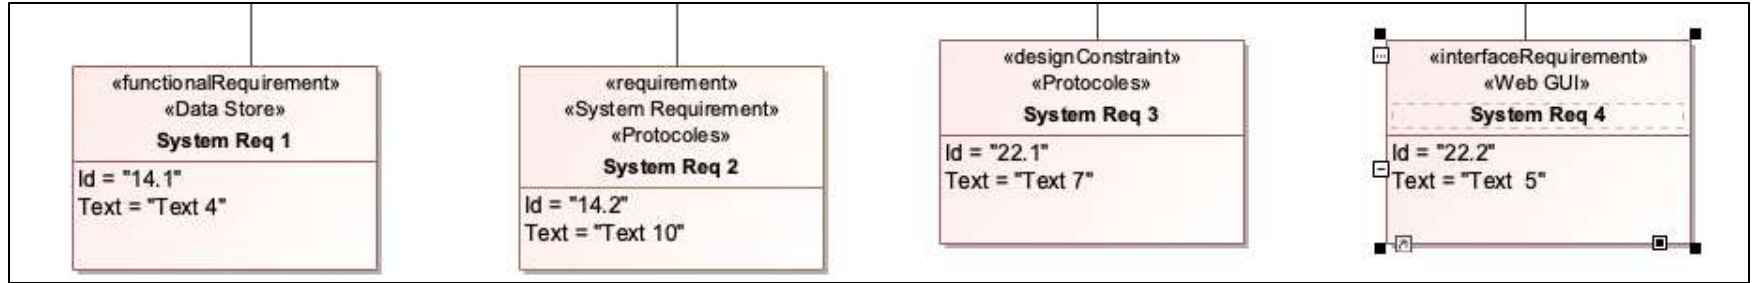 «functionalRequirement»
«Data Store»
System Req 1
Id = "14.1"
Text = "Text 4"
«requirement»
«System Requirement»
«Protocoles»
System Req 2
Id = "14.2"
Text = "Text 10"
«designConstraint»
«Protocoles»
System Req 3
Id = "22.1"
Text = "Text 7"
«interfaceRequirement»
«Web GUI»
System Req 4
Id = "22.2"
Text = "Text  5"